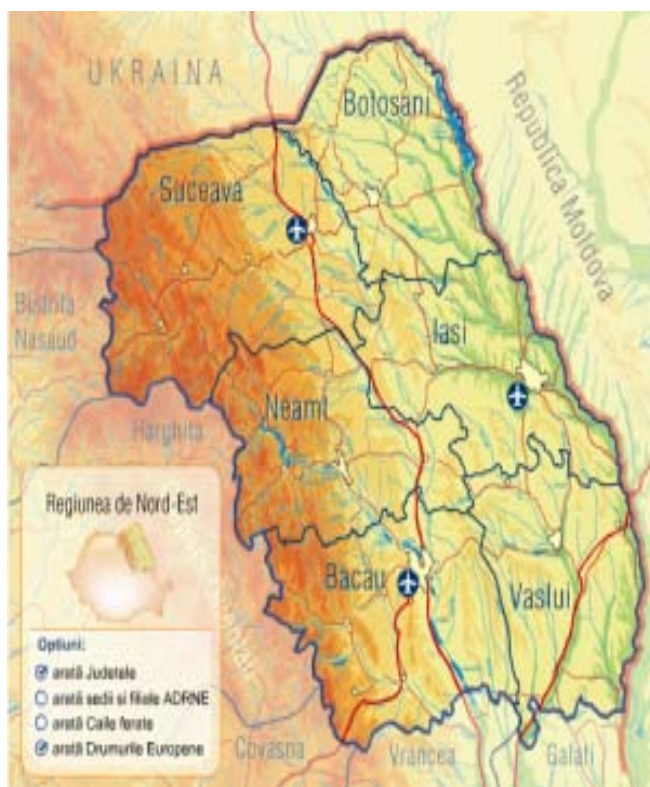 UKRAINA
Botosani
Republica Moldova
Suceava
Bistrita
Nasaud
Iasi
Neamt
Harghita
Regiunea de Nord-Est
Bacau
Vaslui
Optiuni:
arată Judetele
arată sedii si filiale ADRNE
arată Caile ferate
arată Drumurile Europene
Covasna
Vrancea
Galati